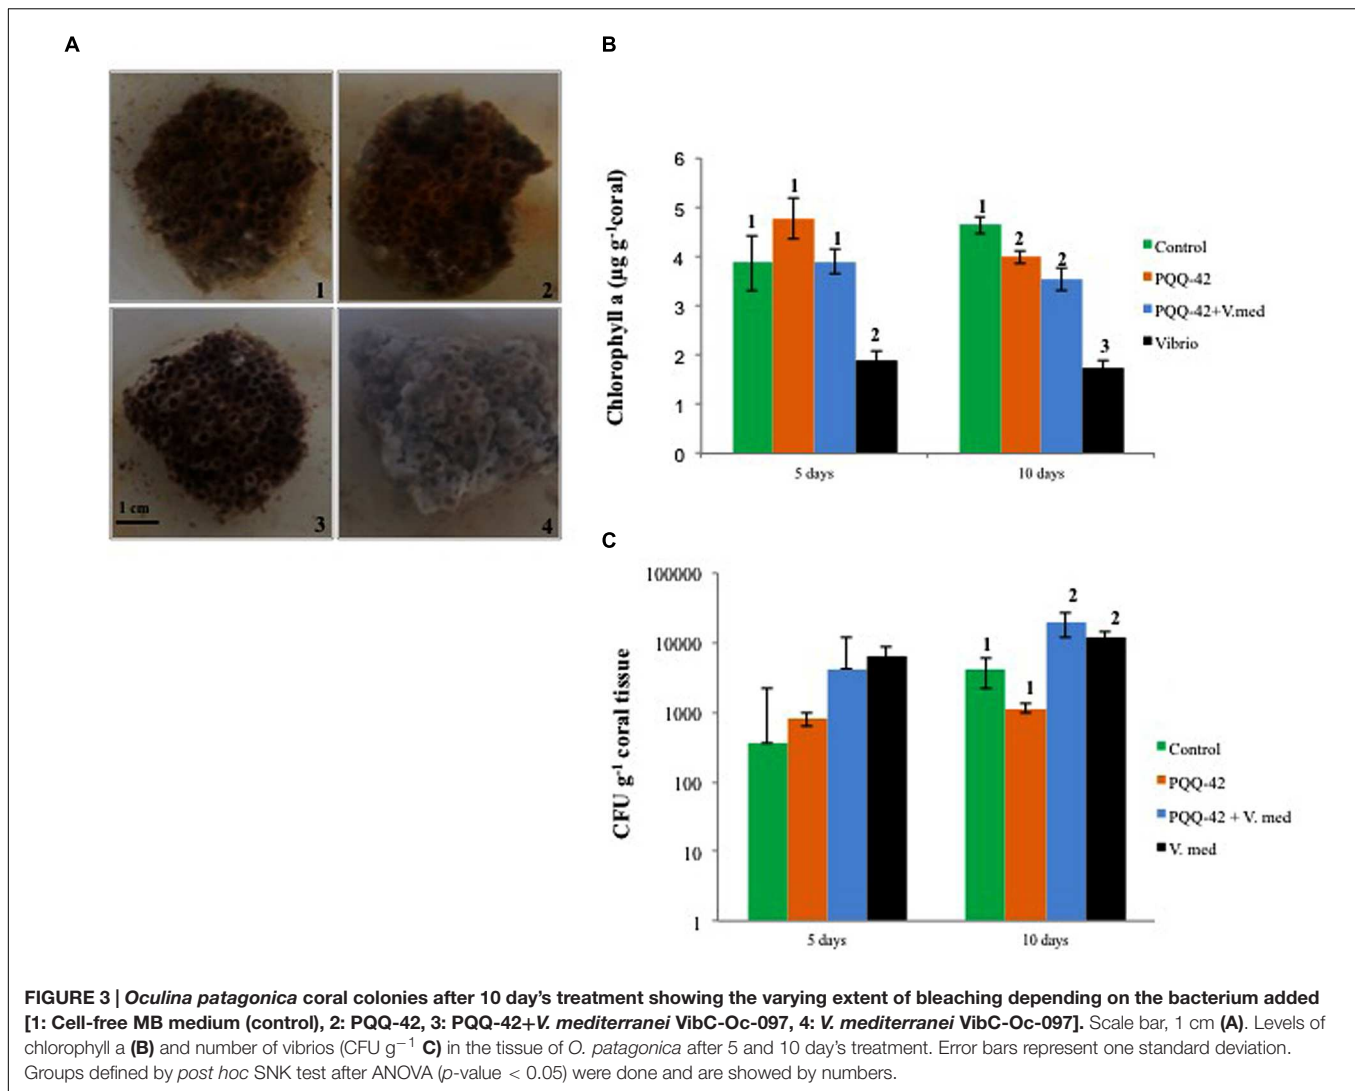 A
1
2
1 cm
3
4
B
Chlorophyll a (µg g-1coral)
6
5
4
3
2
1
0
1
1
1
2
1
2
2
3
5 days
10 days
Control
PQQ-42
PQQ-42+V.med
Vibrio
C
CFU g-1 coral tissue
100000
10000
1000
100
10
1
1
1
2
2
5 days
10 days
Control
PQQ-42
PQQ-42 + V. med
V. med
FIGURE 3 | Oculina patagonica coral colonies after 10 day's treatment showing the varying extent of bleaching depending on the bacterium added
[1: Cell-free MB medium (control), 2: PQQ-42, 3: PQQ-42+V. mediterranei VibC-Oc-097, 4: V. mediterranei VibC-Oc-097]. Scale bar, 1 cm (A). Levels of
chlorophyll a (B) and number of vibrios (CFU g−1 C) in the tissue of O. patagonica after 5 and 10 day's treatment. Error bars represent one standard deviation.
Groups defined by post hoc SNK test after ANOVA (p-value < 0.05) were done and are showed by numbers.